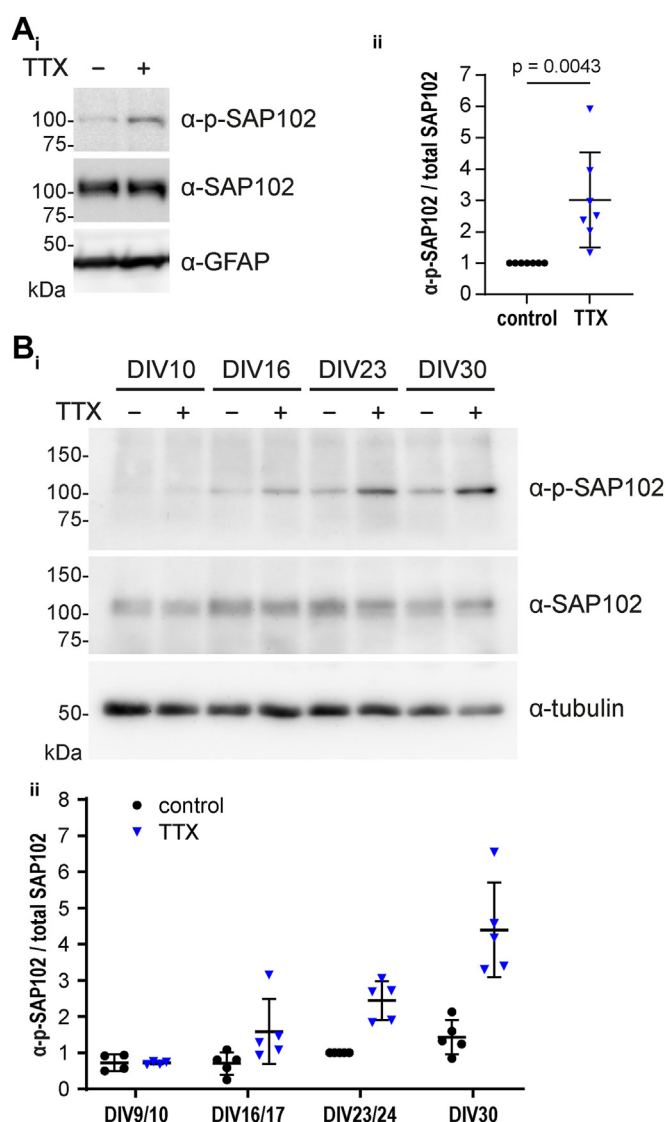 A
i
TTX − +
100-
75-
α-p-SAP102
100-
75-
α-SAP102
50-
α-GFAP
kDa
ii
p = 0.0043
α-p-SAP102 / total SAP102
7
6
5
4
3
2
1
0
control TTX
B
i
DIV10 DIV16 DIV23 DIV30
TTX − + − + − + − +
150-
100-
75-
α-p-SAP102
150-
100-
75-
α-SAP102
50-
α-tubulin
kDa
ii
control
TTX
α-p-SAP102 / total SAP102
8
7
6
5
4
3
2
1
0
DIV9/10 DIV16/17 DIV23/24 DIV30